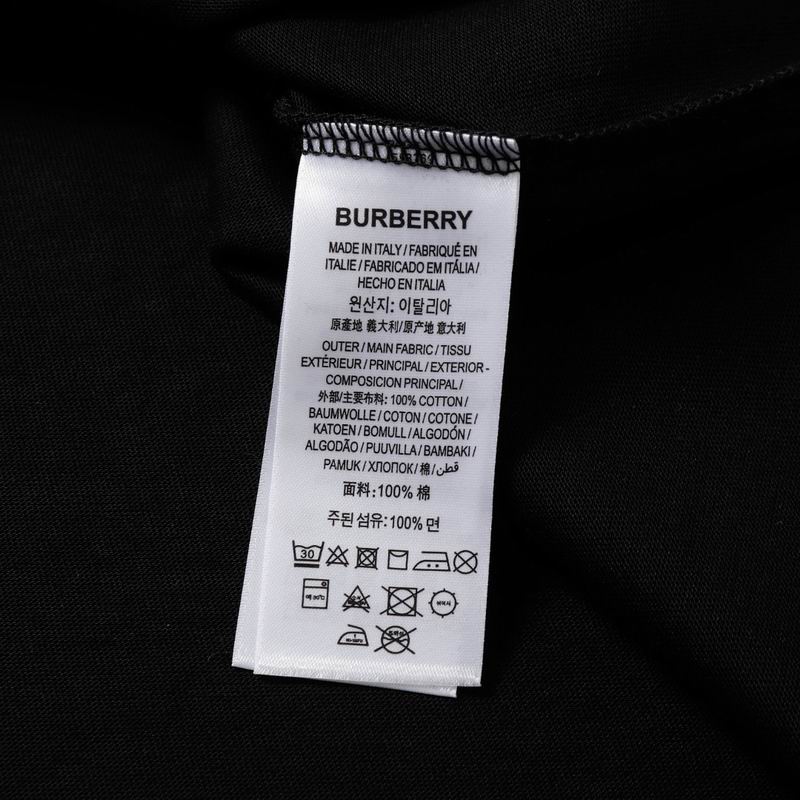 BURBERRY
MADE IN ITALY / FABRIQUÉ EN
ITALIE / FABRICADO EM ITÁLIA /
HECHO EN ITALIA
원산지: 이탈리아
原產地 義大利/原产地 意大利
OUTER / MAIN FABRIC / TISSU
EXTÉRIEUR / PRINCIPAL / EXTERIOR -
COMPOSICION PRINCIPAL /
外部/主要布料: 100% COTTON /
BAUMWOLLE / COTON / COTONE /
KATOEN / BOMULL / ALGODÓN /
ALGODÃO / PUUVILLA / BAMBAKI /
PAMUK / ХЛОПОК / 棉 / قطن
面料:100% 棉
주된 섬유:100% 면
30